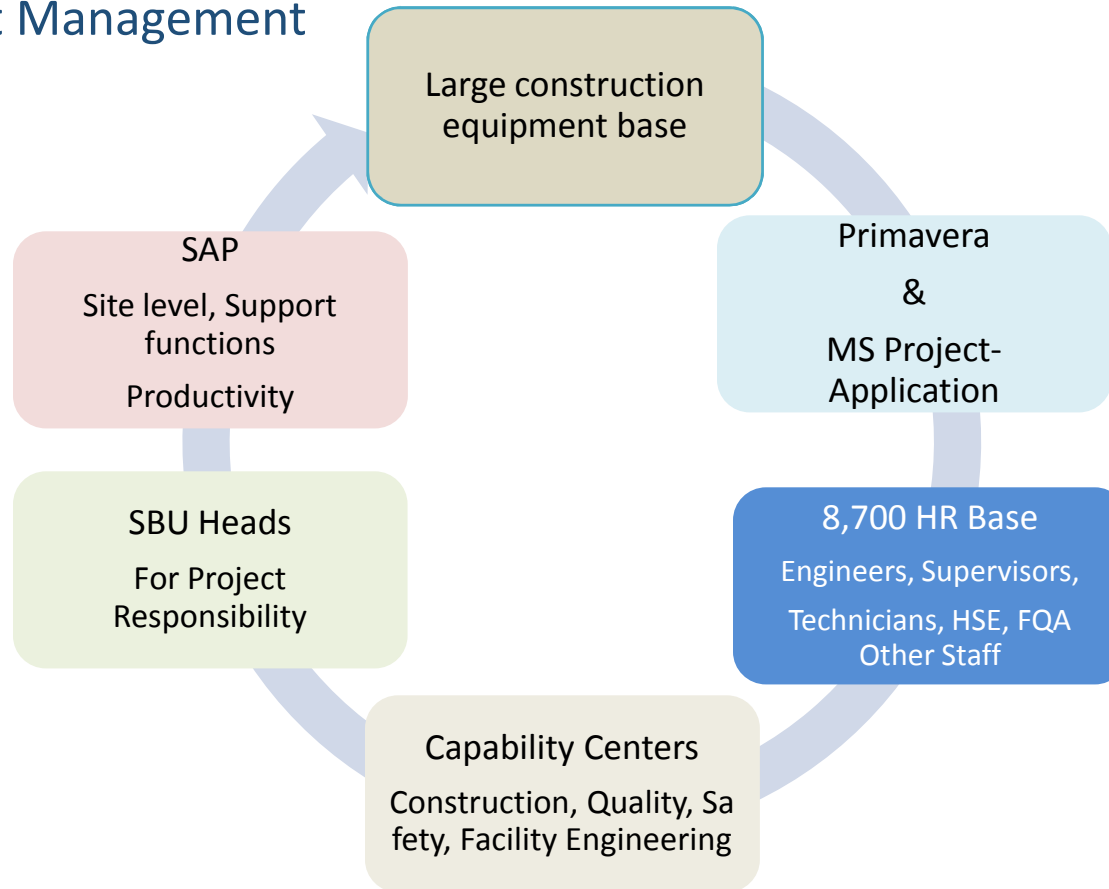 t Management
Large construction
equipment base
Primavera
&
MS Project-
Application
8,700 HR Base
Engineers, Supervisors,
Technicians, HSE, FQA
Other Staff
Capability Centers
Construction, Quality, Sa
fety, Facility Engineering
SBU Heads
For Project
Responsibility
SAP
Site level, Support
functions
Productivity